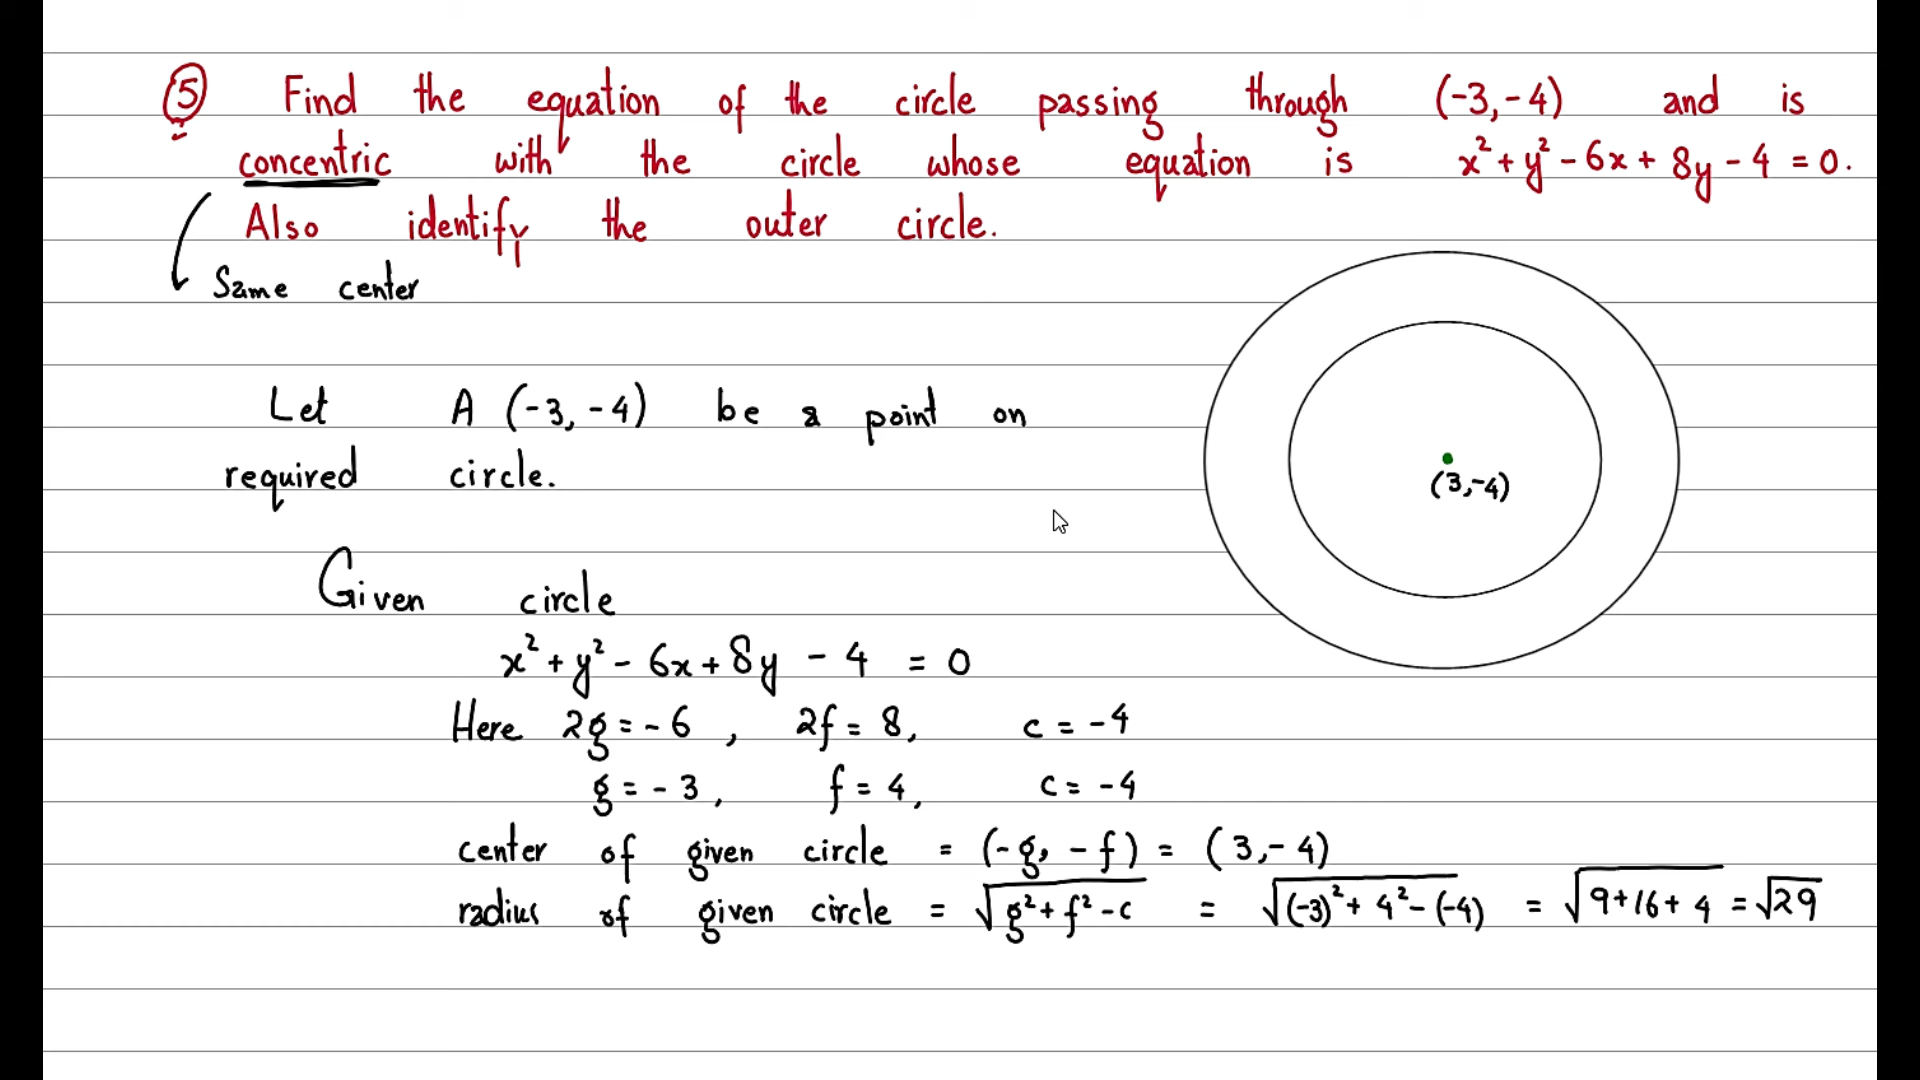 ⑤ Find the equation of the circle passing through (-3,-4) and is
concentric with the circle whose equation is x² + y² - 6x + 8y - 4 = 0.
Also identify the outer circle.
Same center
Let A (-3, -4) be a point on
required circle.
(3,-4)
Given circle
x² + y² - 6x + 8y - 4 = 0
Here 2g = -6 , 2f = 8, c = -4
g = -3 , f = 4, c = -4
center of given circle = (-g, -f) = (3,-4)
radius of given circle = √(g² + f² - c) = √((-3)² + 4² - (-4)) = √(9+16+4) = √29